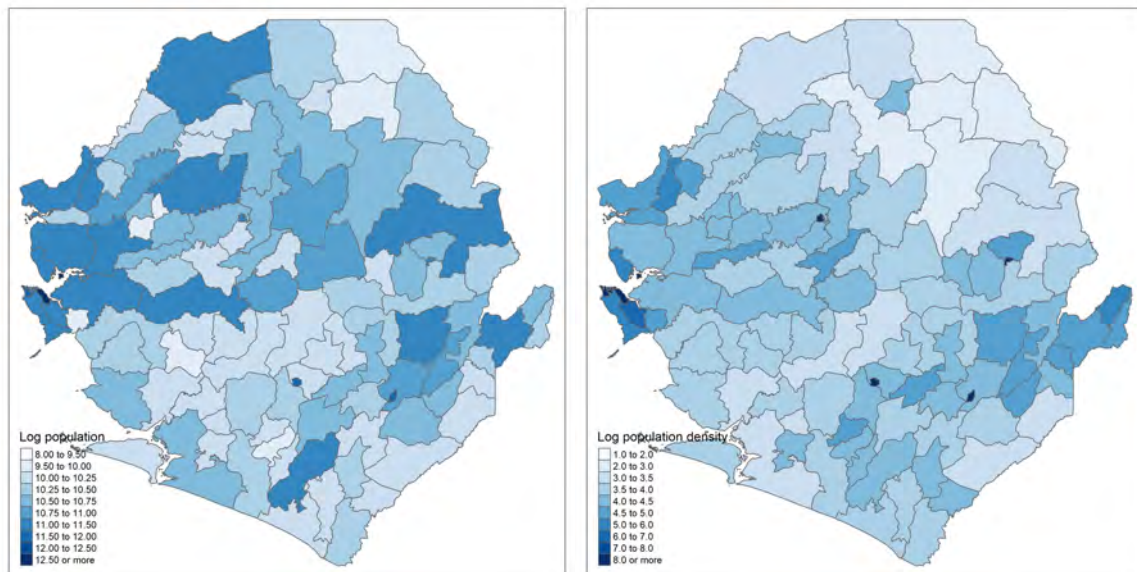 Log population
8.00 to 9.50
9.50 to 10.00
10.00 to 10.25
10.25 to 10.50
10.50 to 10.75
10.75 to 11.00
11.00 to 11.50
11.50 to 12.00
12.00 to 12.50
12.50 or more
Log population density
1.0 to 2.0
2.0 to 3.0
3.0 to 3.5
3.5 to 4.0
4.0 to 4.5
4.5 to 5.0
5.0 to 6.0
6.0 to 7.0
7.0 to 8.0
8.0 or more